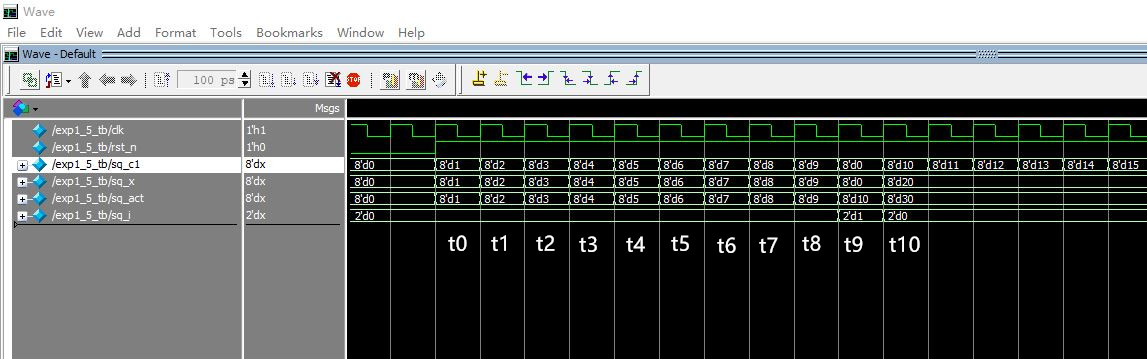 Wave
File Edit View Add Format Tools Bookmarks Window Help
Wave - Default
100 ps
STOP
Msgs
/exp1_5_tb/clk 1'h1
/exp1_5_tb/rst_n 1'h0
/exp1_5_tb/sq_c1 8'dx 8'd0 8'd1 8'd2 8'd3 8'd4 8'd5 8'd6 8'd7 8'd8 8'd9 8'd0 8'd10 8'd11 8'd12 8'd13 8'd14 8'd15
/exp1_5_tb/sq_x 8'dx 8'd0 8'd1 8'd2 8'd3 8'd4 8'd5 8'd6 8'd7 8'd8 8'd9 8'd0 8'd20
/exp1_5_tb/sq_act 8'dx 8'd0 8'd1 8'd2 8'd3 8'd4 8'd5 8'd6 8'd7 8'd8 8'd9 8'd0 8'd30
/exp1_5_tb/sq_i 2'dx 2'd0 2'd1 2'd0
t0 t1 t2 t3 t4 t5 t6 t7 t8 t9 t10